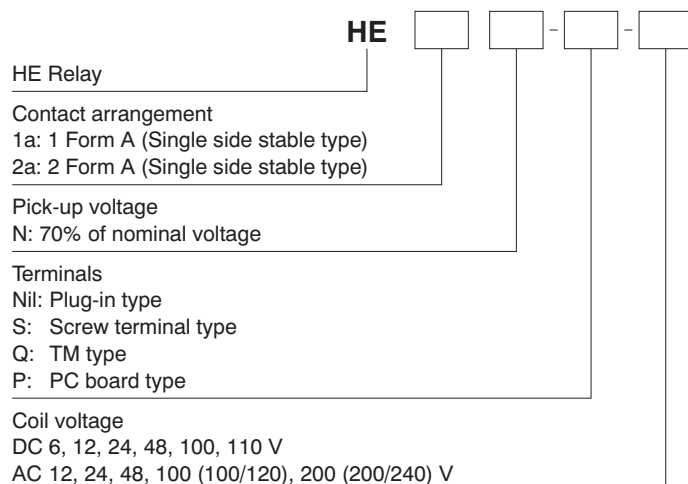 HE - -
HE Relay
Contact arrangement
1a: 1 Form A (Single side stable type)
2a: 2 Form A (Single side stable type)
Pick-up voltage
N: 70% of nominal voltage
Terminals
Nil: Plug-in type
S: Screw terminal type
Q: TM type
P: PC board type
Coil voltage
DC 6, 12, 24, 48, 100, 110 V
AC 12, 24, 48, 100 (100/120), 200 (200/240) V